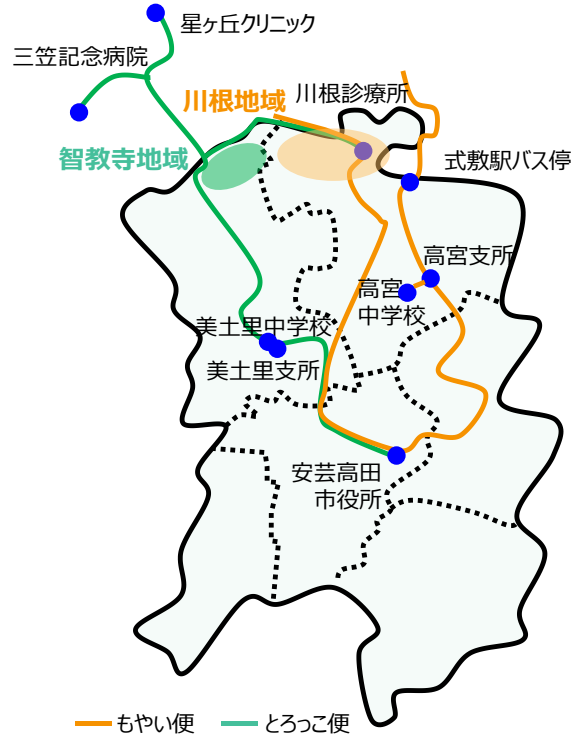 星ヶ丘クリニック
三笠記念病院
川根地域
川根診療所
智教寺地域
式敷駅バス停
高宮支所
高宮
中学校
美土里中学校
美土里支所
安芸高田
市役所
もやい便
とろっこ便